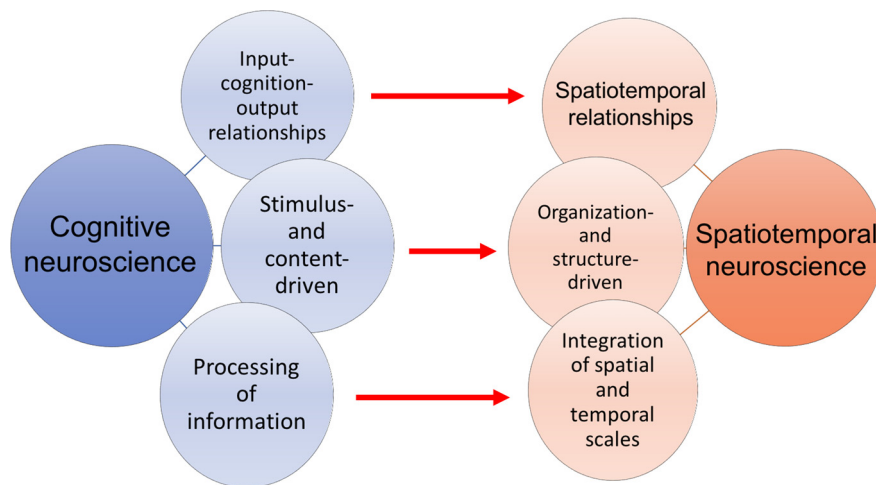 Input-
cognition-
output
relationships
Spatiotemporal
relationships
Cognitive
neuroscience
Stimulus-
and
content-
driven
Organization-
and
structure-
driven
Spatiotemporal
neuroscience
Processing
of
information
Integration
of spatial
and
temporal
scales